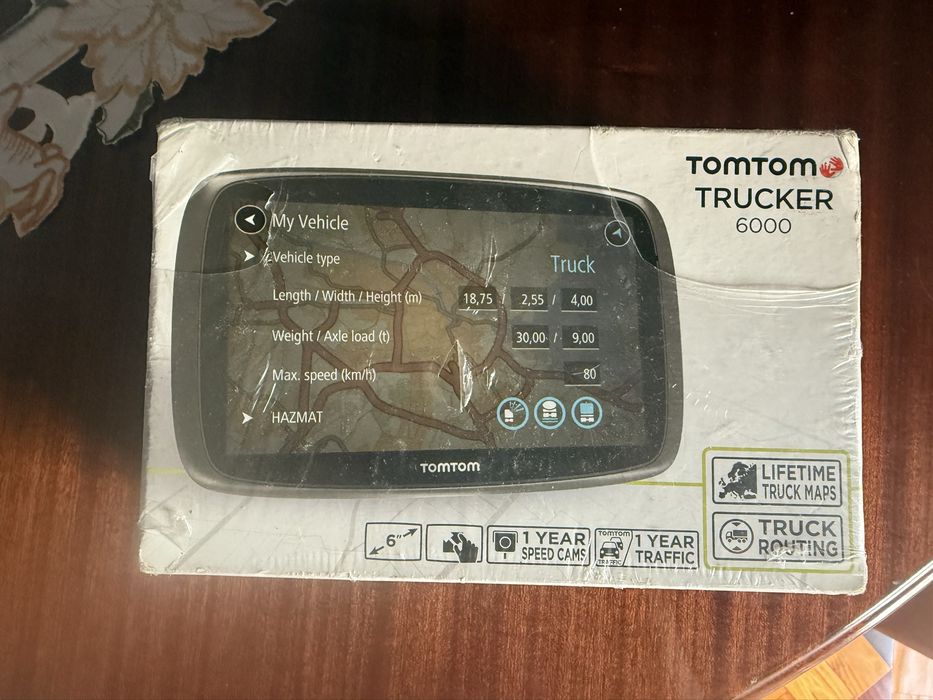 TOMTOM
TRUCKER
6000
My Vehicle
Vehicle type Truck
Length / Width / Height (m) 18,75 / 2,55 / 4,00
Weight / Axle load (t) 30,00 / 9,00
Max. speed (km/h) 80
HAZMAT
TOMTOM
LIFETIME
TRUCK MAPS
TRUCK
ROUTING
6"
1 YEAR
SPEED CAMS
TOMTOM
TRAFFIC
1 YEAR
TRAFFIC